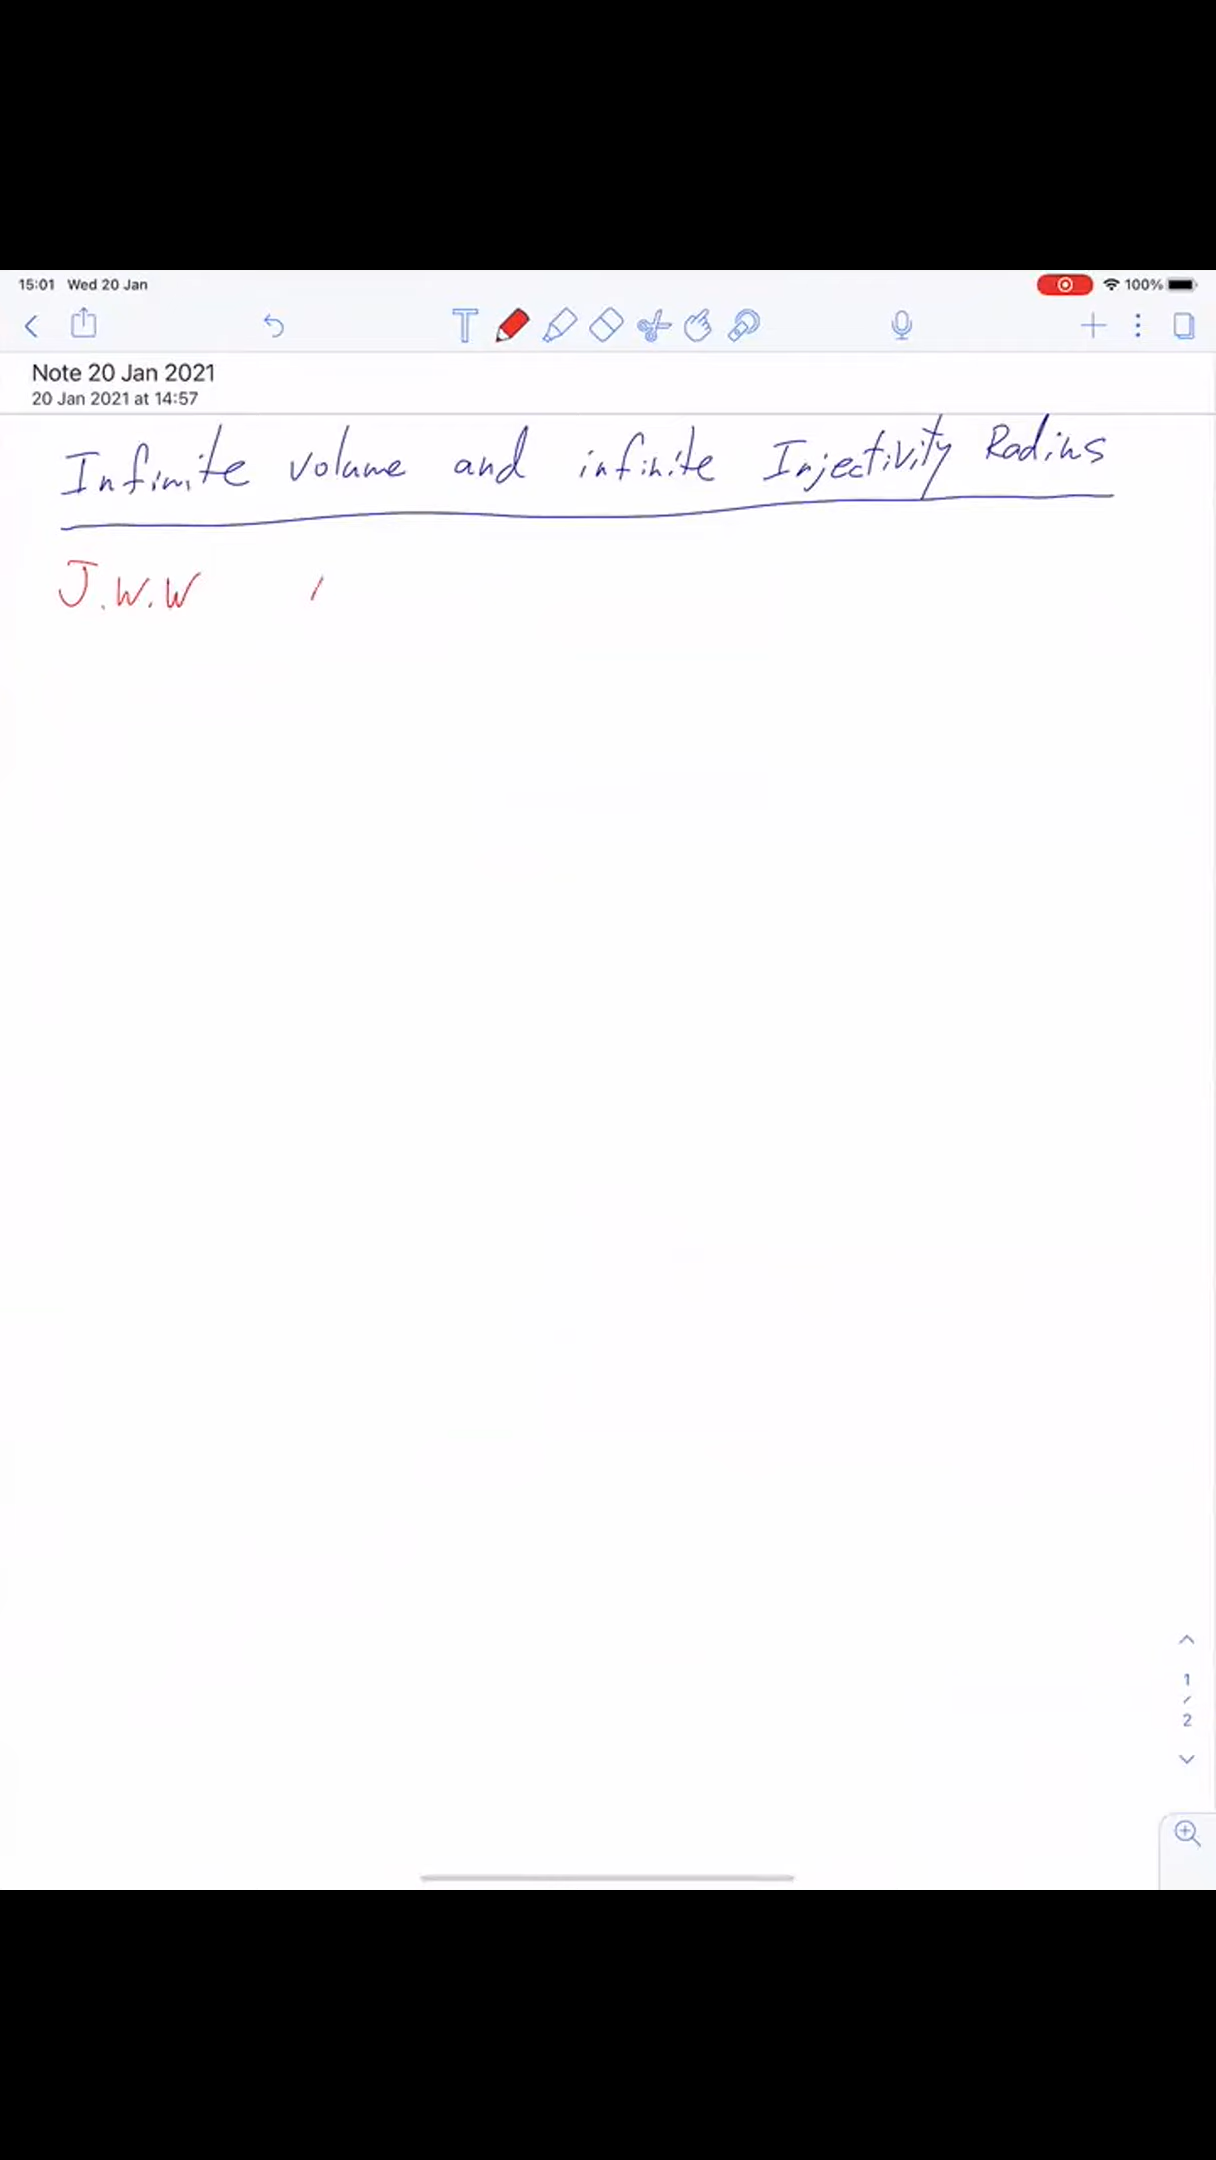 15:01 Wed 20 Jan 100%
T
Note 20 Jan 2021
20 Jan 2021 at 14:57
Infinite volume and infinite Injectivity Radius
J.W.W
1
/
2